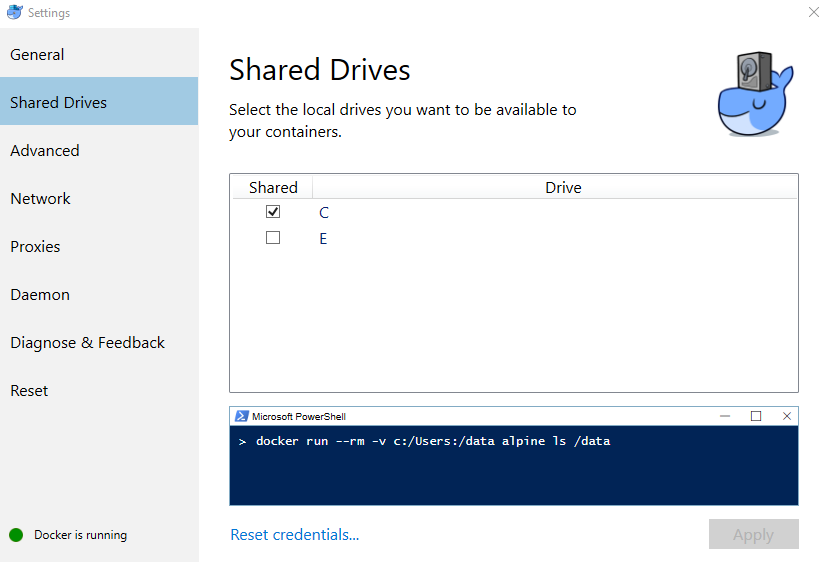 Settings
General
Shared Drives
Advanced
Network
Proxies
Daemon
Diagnose & Feedback
Reset
Docker is running
Shared Drives
Select the local drives you want to be available to
your containers.
Shared Drive
C
E
Microsoft PowerShell
> docker run --rm -v c:/Users:/data alpine ls /data
Reset credentials...
Apply